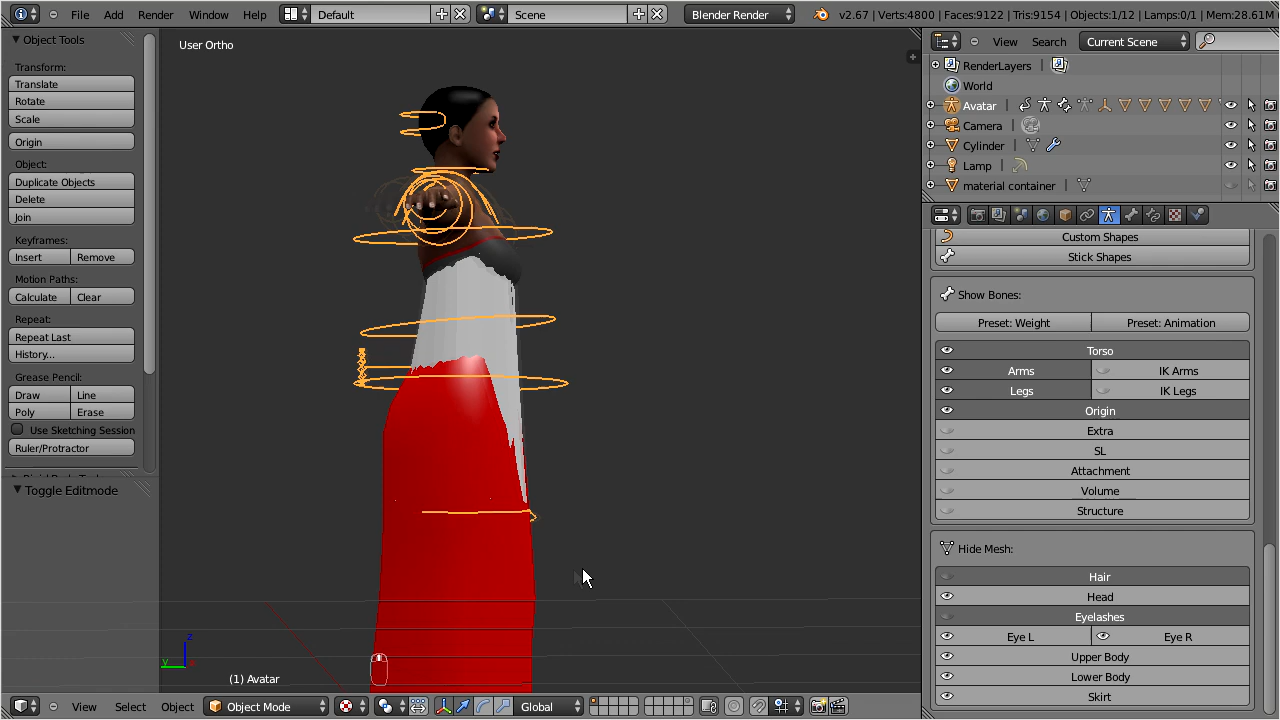 File Add Render Window Help Default Scene Blender Render v2.67 | Verts:4800 | Faces:9122 | Tris:9154 | Objects:1/12 | Lamps:0/1 | Mem:28.61M
Object Tools
Transform:
Translate
Rotate
Scale
Origin
Object:
Duplicate Objects
Delete
Join
Keyframes:
Insert Remove
Motion Paths:
Calculate Clear
Repeat:
Repeat Last
History...
Grease Pencil:
Draw Line
Poly Erase
Use Sketching Session
Ruler/Protractor
Toggle Editmode
User Ortho
z
y
(1) Avatar
View Select Object Object Mode Global
View Search Current Scene
RenderLayers
World
Avatar
Camera
Cylinder
Lamp
material container
Custom Shapes
Stick Shapes
Show Bones:
Preset: Weight Preset: Animation
Torso
Arms IK Arms
Legs IK Legs
Origin
Extra
SL
Attachment
Volume
Structure
Hide Mesh:
Hair
Head
Eyelashes
Eye L Eye R
Upper Body
Lower Body
Skirt